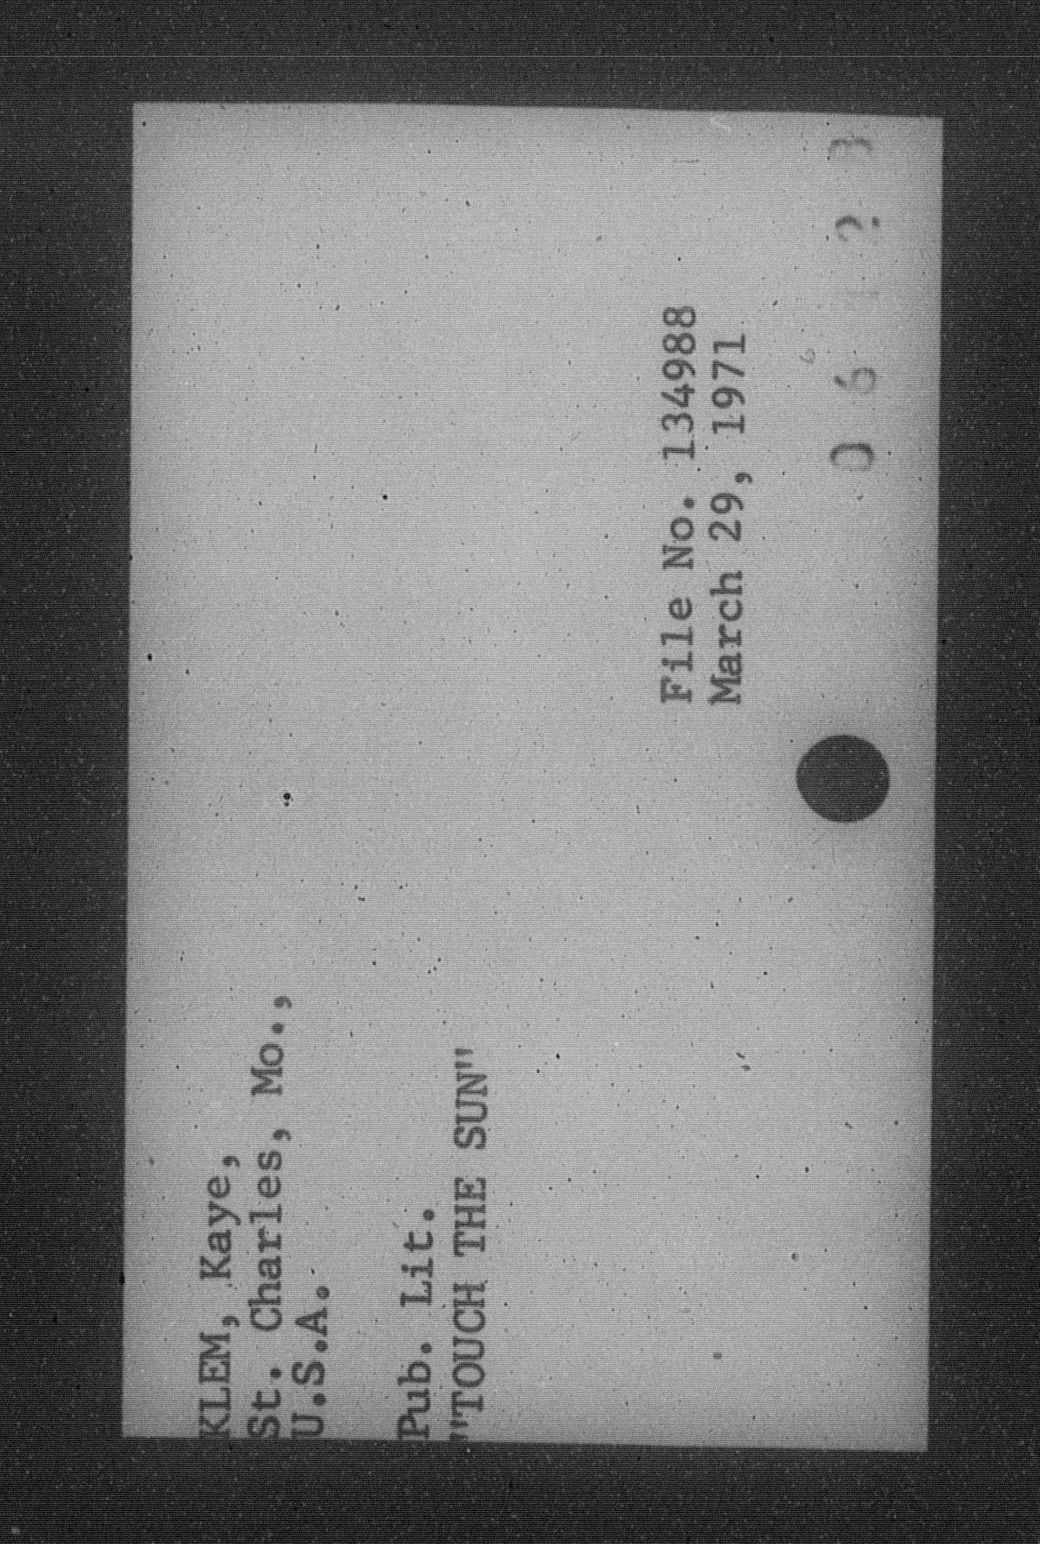 KLEM, Kaye,
St. Charles, Mo.,
U.S.A.
Pub. Lit.
"TOUCH THE SUN"
File No. 134988
March 29, 1971